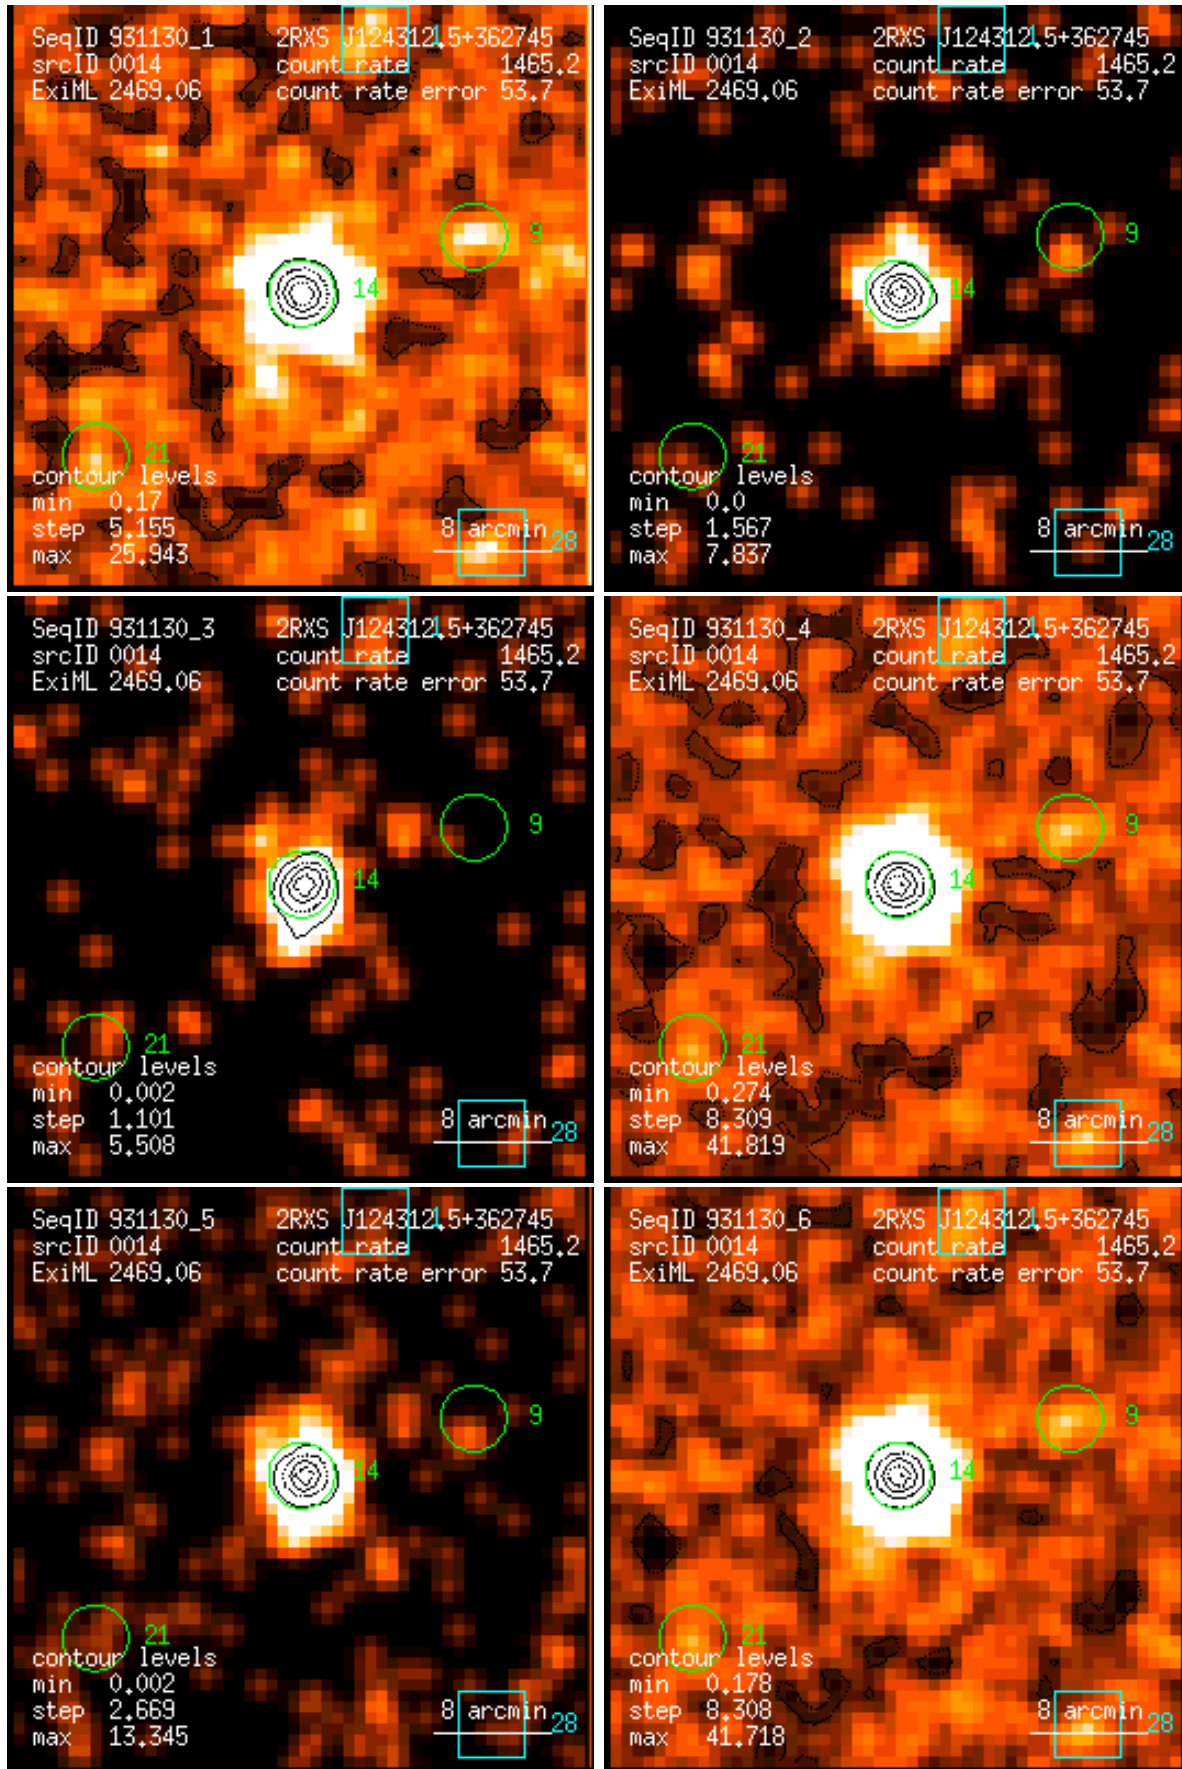 SeqID 931130_1 2RXS J124312.5+362745
srcID 0014 count rate 1465.2
ExiML 2469.06 count rate error 53.7
9
14
21
contour levels
min 0.17
step 5.155
max 25.943
8 arcmin 28
SeqID 931130_2 2RXS J124312.5+362745
srcID 0014 count rate 1465.2
ExiML 2469.06 count rate error 53.7
9
14
21
contour levels
min 0.0
step 1.567
max 7.837
8 arcmin 28
SeqID 931130_3 2RXS J124312.5+362745
srcID 0014 count rate 1465.2
ExiML 2469.06 count rate error 53.7
9
14
21
contour levels
min 0.002
step 1.101
max 5.508
8 arcmin 28
SeqID 931130_4 2RXS J124312.5+362745
srcID 0014 count rate 1465.2
ExiML 2469.06 count rate error 53.7
9
14
21
contour levels
min 0.274
step 8.309
max 41.819
8 arcmin 28
SeqID 931130_5 2RXS J124312.5+362745
srcID 0014 count rate 1465.2
ExiML 2469.06 count rate error 53.7
9
14
21
contour levels
min 0.002
step 2.669
max 13.345
8 arcmin 28
SeqID 931130_6 2RXS J124312.5+362745
srcID 0014 count rate 1465.2
ExiML 2469.06 count rate error 53.7
9
14
21
contour levels
min 0.178
step 8.308
max 41.718
8 arcmin 28